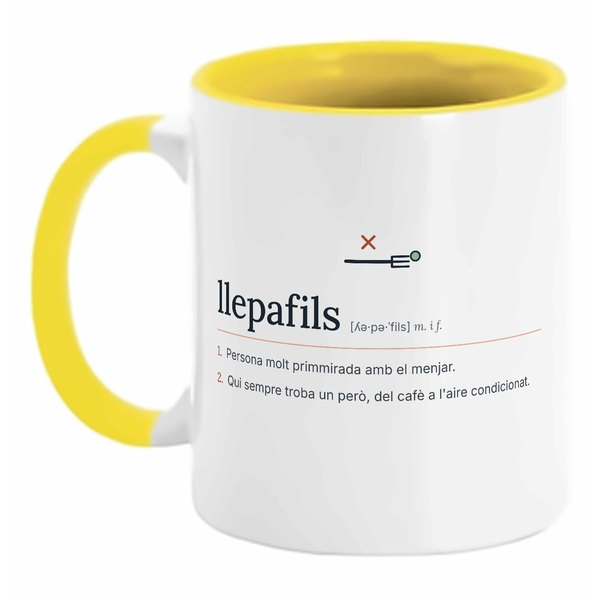 llepafils [ʎə·pə·ˈfils] m. i f.
1. Persona molt primmirada amb el menjar.
2. Qui sempre troba un però, del cafè a l'aire condicionat.